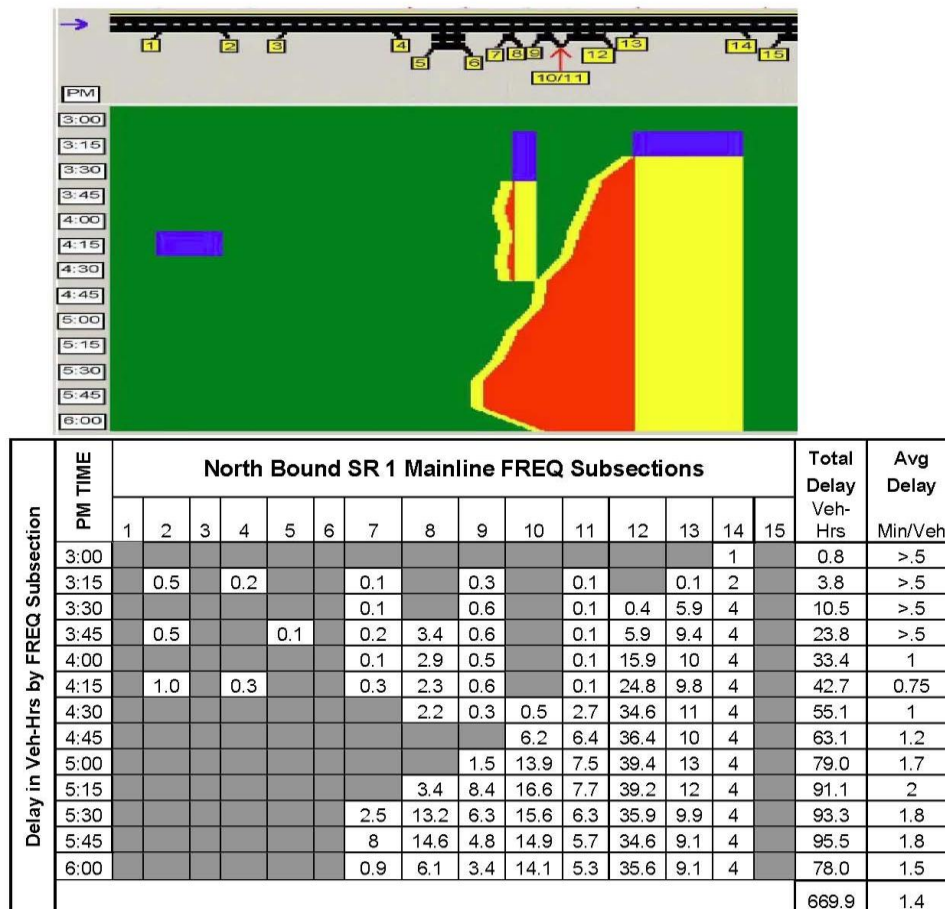 1 2 3 4 5 6 7 8 9 10/11 12 13 14 15
PM
3:00
3:15
3:30
3:45
4:00
4:15
4:30
4:45
5:00
5:15
5:30
5:45
6:00
Delay in Veh-Hrs by FREQ Subsection
PM TIME
North Bound SR 1 Mainline FREQ Subsections
Total Delay Veh-Hrs
Avg Delay Min/Veh
1 2 3 4 5 6 7 8 9 10 11 12 13 14 15
3:00 1 0.8 >.5
3:15 0.5 0.2 0.1 0.3 0.1 0.1 2 3.8 >.5
3:30 0.1 0.6 0.1 0.4 5.9 4 10.5 >.5
3:45 0.5 0.1 0.2 3.4 0.6 0.1 5.9 9.4 4 23.8 >.5
4:00 0.1 2.9 0.5 0.1 15.9 10 4 33.4 1
4:15 1.0 0.3 0.3 2.3 0.6 0.1 24.8 9.8 4 42.7 0.75
4:30 2.2 0.3 0.5 2.7 34.6 11 4 55.1 1
4:45 6.2 6.4 36.4 10 4 63.1 1.2
5:00 1.5 13.9 7.5 39.4 13 4 79.0 1.7
5:15 3.4 8.4 16.6 7.7 39.2 12 4 91.1 2
5:30 2.5 13.2 6.3 15.6 6.3 35.9 9.9 4 93.3 1.8
5:45 8 14.6 4.8 14.9 5.7 34.6 9.1 4 95.5 1.8
6:00 0.9 6.1 3.4 14.1 5.3 35.6 9.1 4 78.0 1.5
669.9 1.4